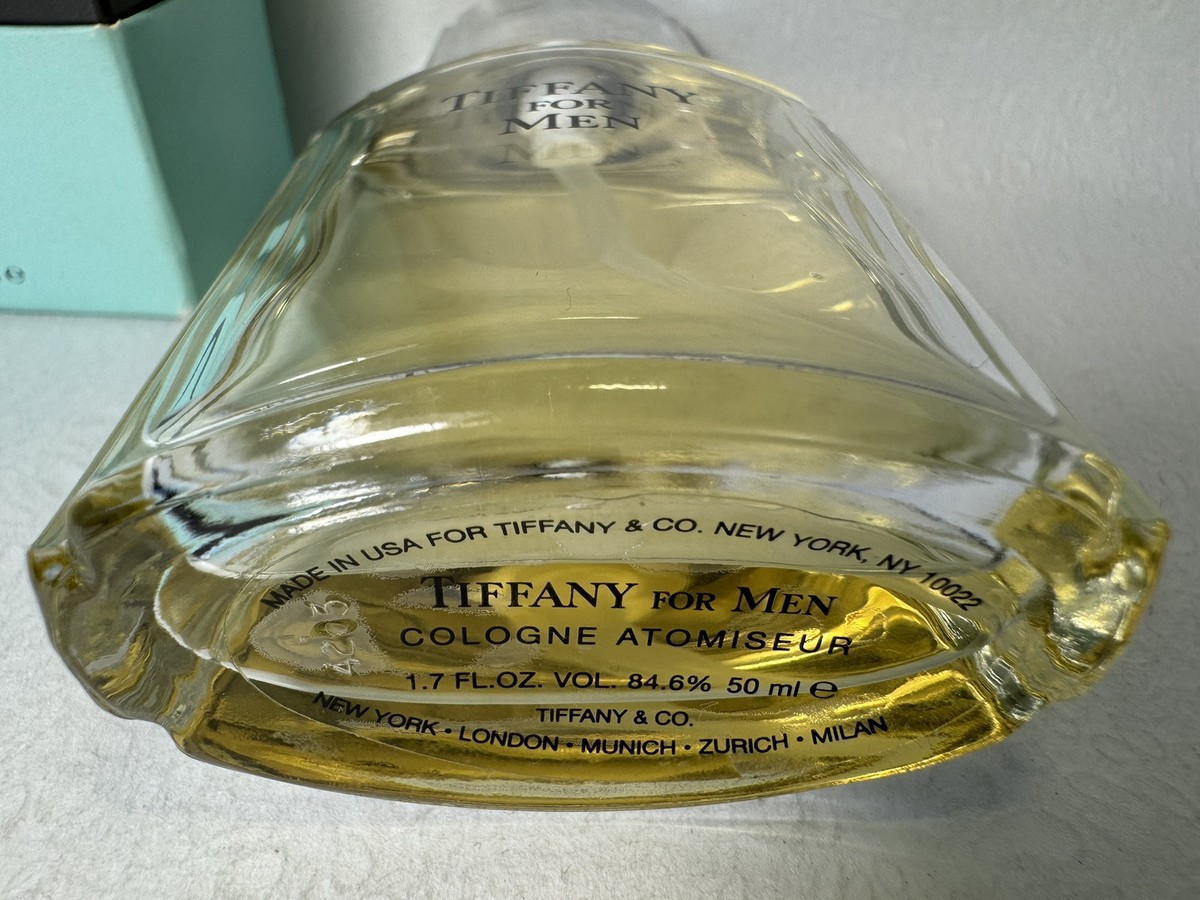 TIFFANY
FOR
MEN
MADE IN USA FOR TIFFANY & CO. NEW YORK, NY 10022
TIFFANY FOR MEN
COLOGNE ATOMISEUR
1.7 FL.OZ. VOL. 84.6% 50 ml ℮
TIFFANY & CO.
NEW YORK • LONDON • MUNICH • ZURICH • MILAN